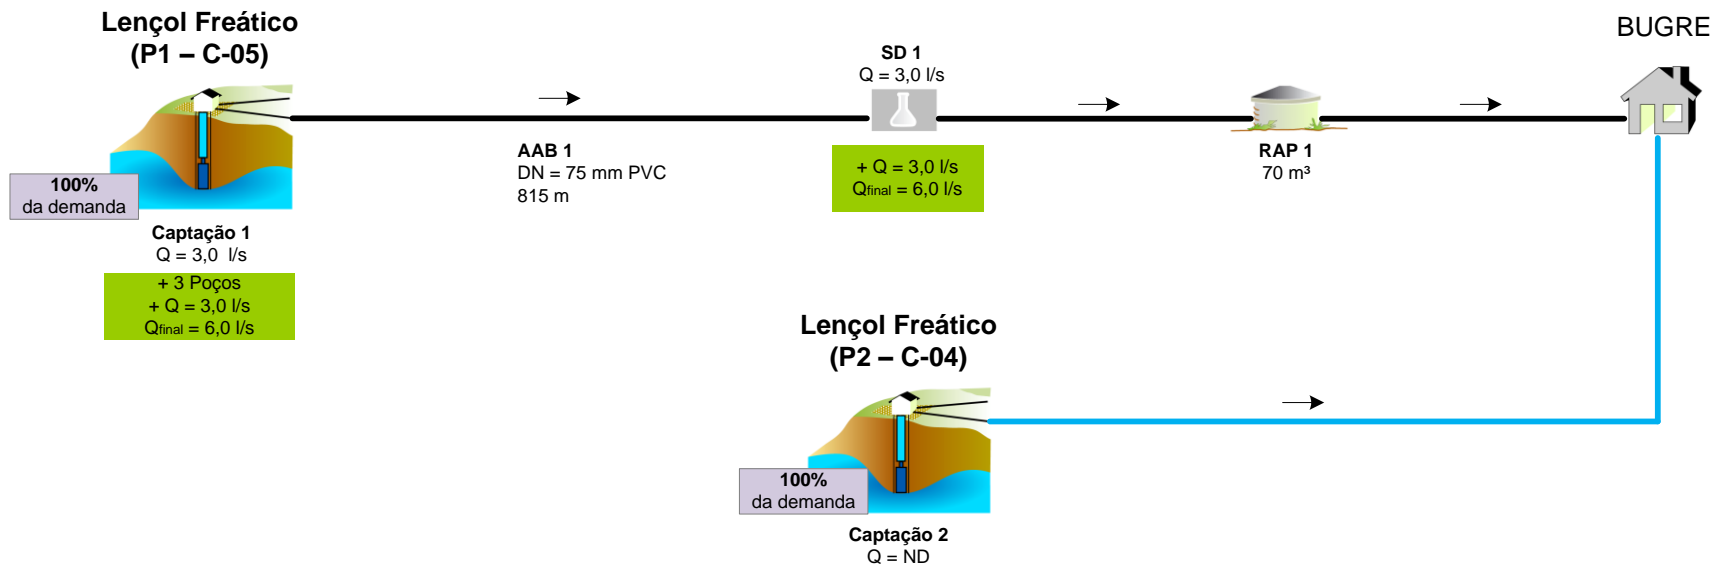 Lençol Freático
(P1 – C-05)
BUGRE
SD 1
Q = 3,0 l/s
AAB 1
DN = 75 mm PVC
815 m
+ Q = 3,0 l/s
Qfinal = 6,0 l/s
RAP 1
70 m³
100%
da demanda
Captação 1
Q = 3,0 l/s
+ 3 Poços
+ Q = 3,0 l/s
Qfinal = 6,0 l/s
Lençol Freático
(P2 – C-04)
100%
da demanda
Captação 2
Q = ND